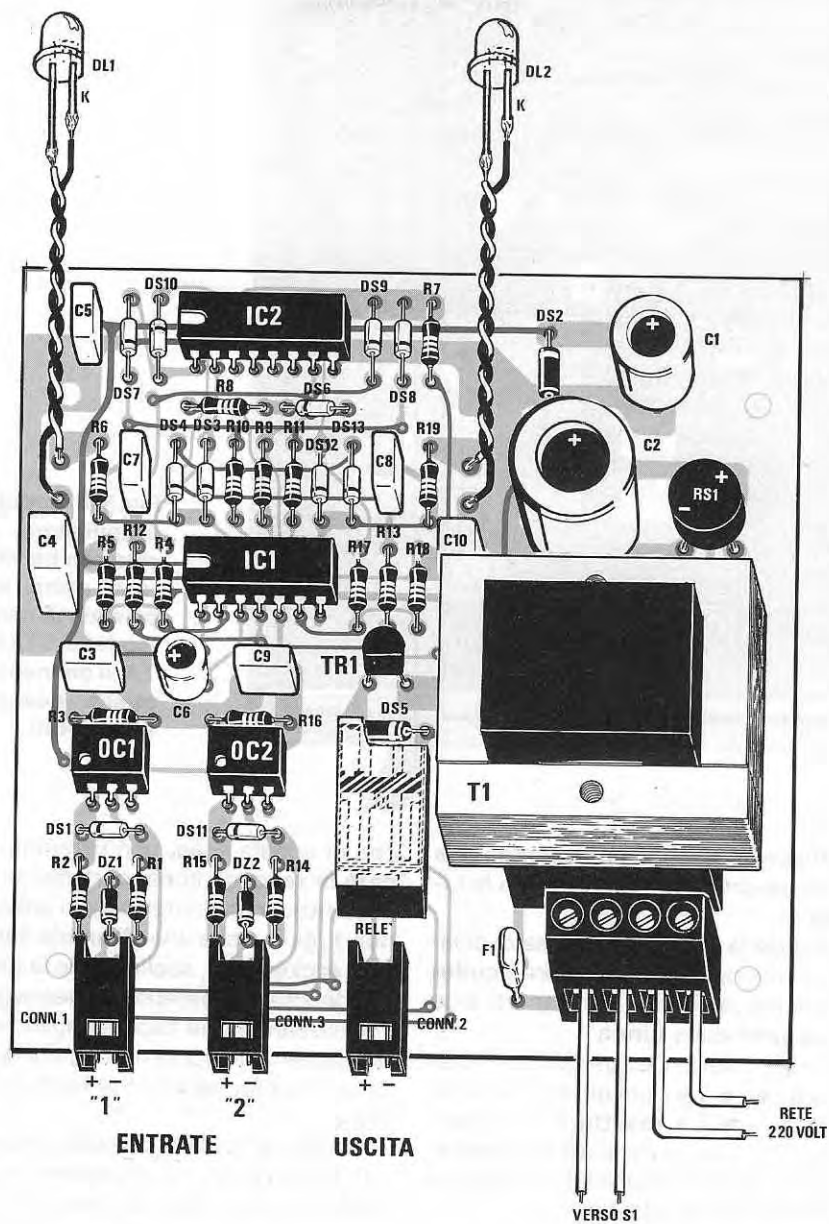 DL1
K
DL2
K
DS10
DS9
R7
C5
IC2
DS2
C1
DS7
DS8
R8
DS6
C2
R6
C7
DS4
DS3
R10
R9
R11
DS12
DS13
C8
R19
RS1
+
-
C4
R5
R12
R4
IC1
R17
R13
R18
C10
C3
C6
C9
TR1
DS5
R3
OC1
R16
OC2
T1
DS1
DS11
R2
DZ1
R1
R15
DZ2
R14
RELE'
F1
CONN.1
CONN.3
CONN.2
+ -
+ -
+ -
"1"
"2"
ENTRATE
USCITA
RETE
220 VOLT
VERSO S1